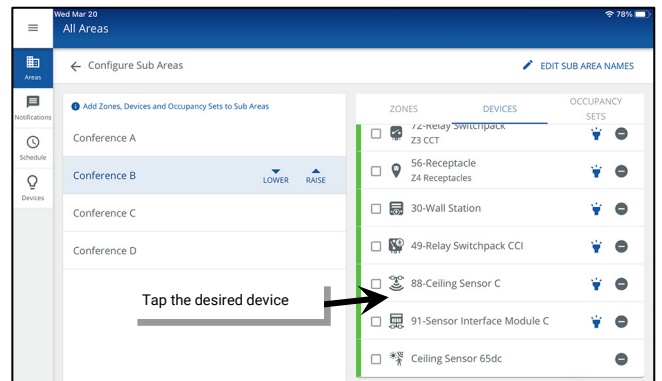 Wed Mar 20
78%
All Areas
Configure Sub Areas
EDIT SUB AREA NAMES
Areas
Notifications
Schedule
Devices
Add Zones, Devices and Occupancy Sets to Sub Areas
Conference A
Conference B
LOWER
RAISE
Conference C
Conference D
Tap the desired device
ZONES
DEVICES
OCCUPANCY
SETS
72-Relay Switchpack
Z3 CCT
56-Receptacle
Z4 Receptacles
30-Wall Station
49-Relay Switchpack CCI
88-Ceiling Sensor C
91-Sensor Interface Module C
Ceiling Sensor 65dc